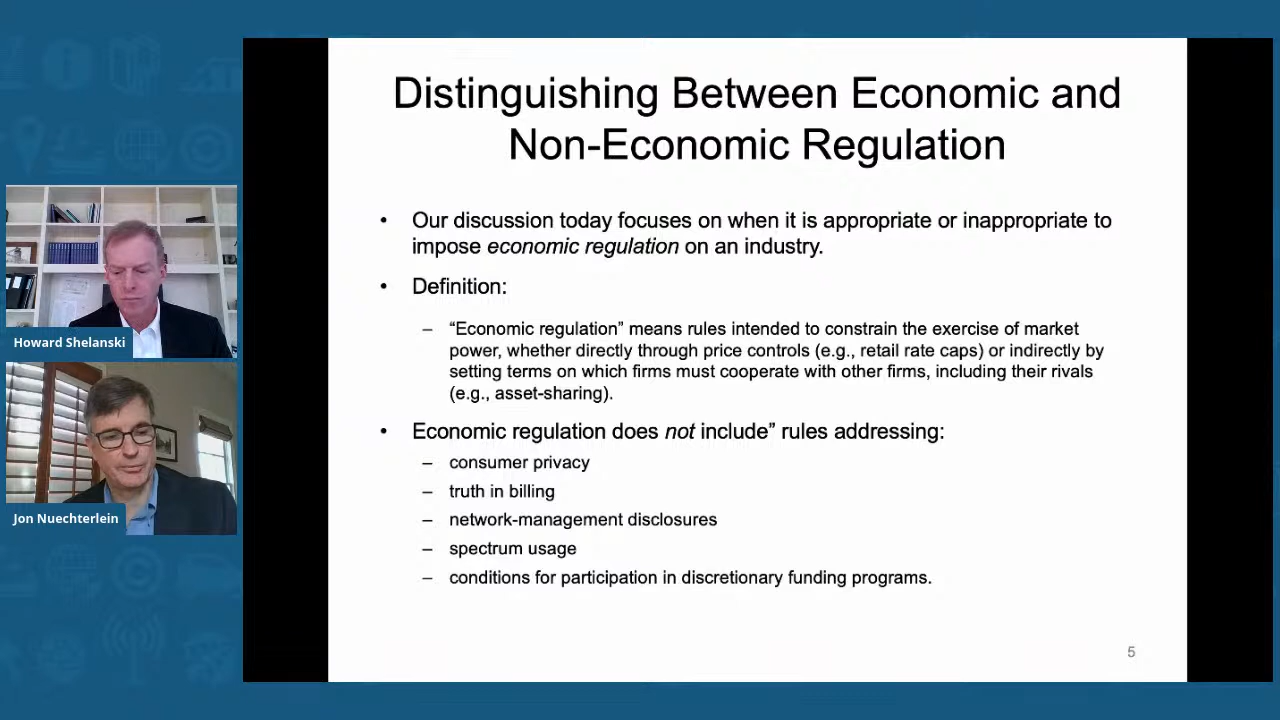 Distinguishing Between Economic and
Non-Economic Regulation
• Our discussion today focuses on when it is appropriate or inappropriate to
impose economic regulation on an industry.
• Definition:
– “Economic regulation” means rules intended to constrain the exercise of market
power, whether directly through price controls (e.g., retail rate caps) or indirectly by
setting terms on which firms must cooperate with other firms, including their rivals
(e.g., asset-sharing).
• Economic regulation does not include” rules addressing:
– consumer privacy
– truth in billing
– network-management disclosures
– spectrum usage
– conditions for participation in discretionary funding programs.
5
Howard Shelanski
Jon Nuechterlein